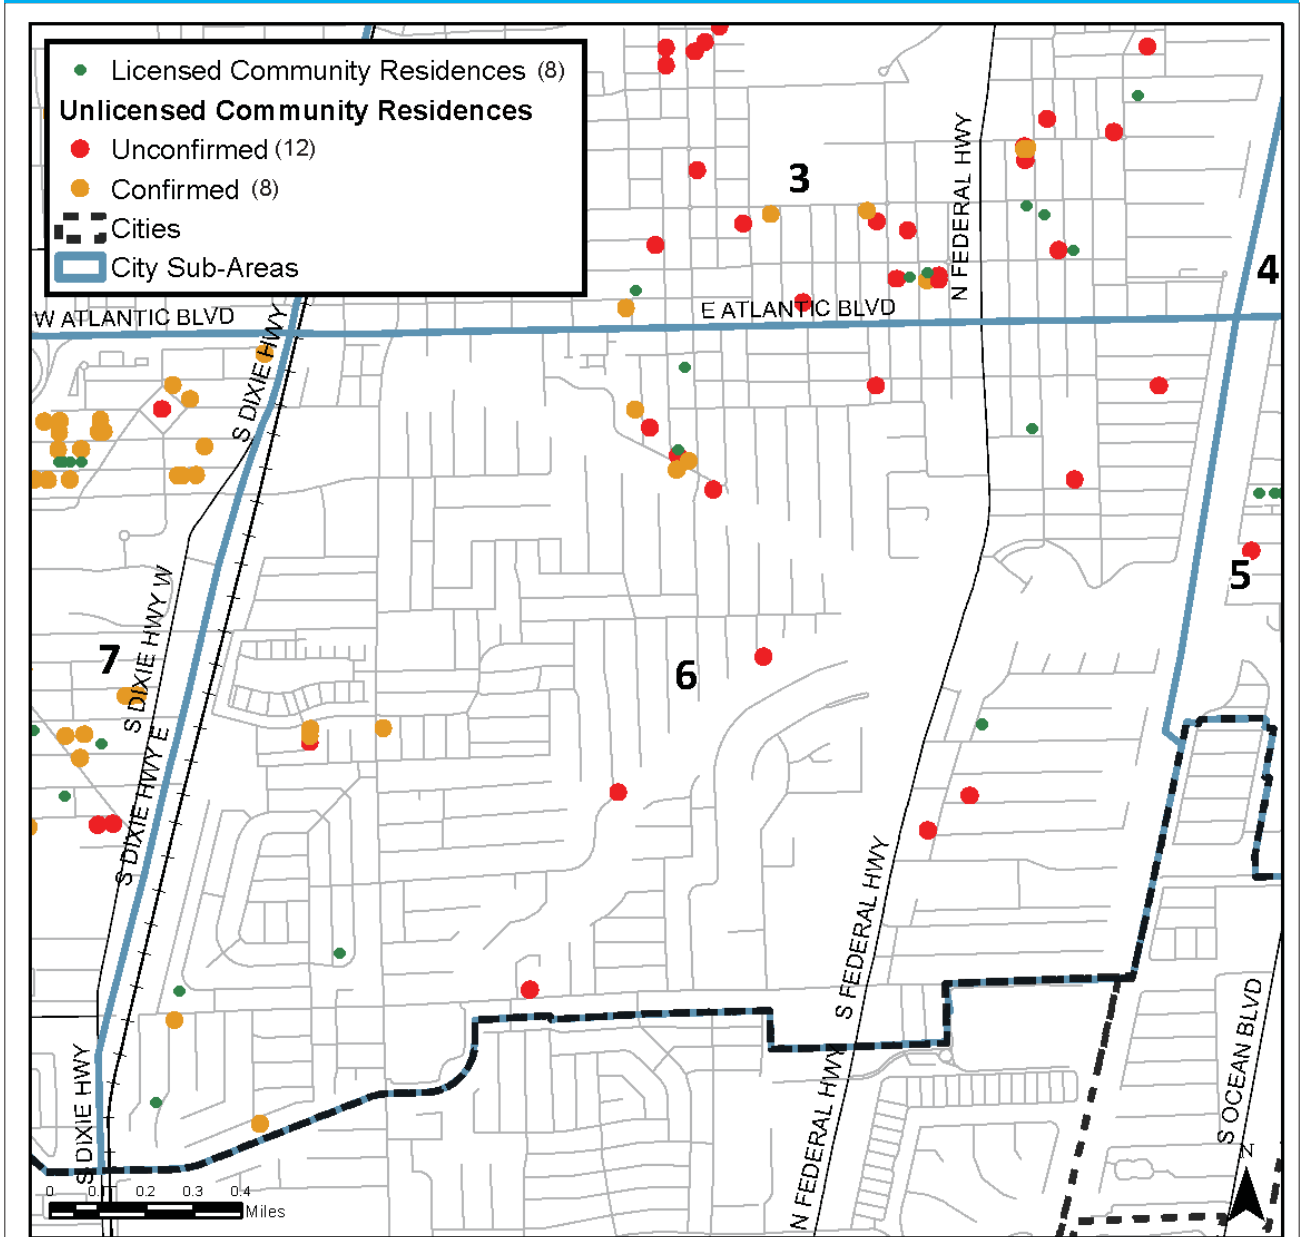 Licensed Community Residences (8)
Unlicensed Community Residences
Unconfirmed (12)
Confirmed (8)
Cities
City Sub-Areas
3
N FEDERAL HWY
4
W ATLANTIC BLVD
E ATLANTIC BLVD
S DIXIE HWY
5
S DIXIE HWY W
7
6
S DIXIE HWY E
S FEDERAL HWY
S OCEAN BLVD
S DIXIE HWY
N FEDERAL HWY
N
0 0.1 0.2 0.3 0.4
Miles